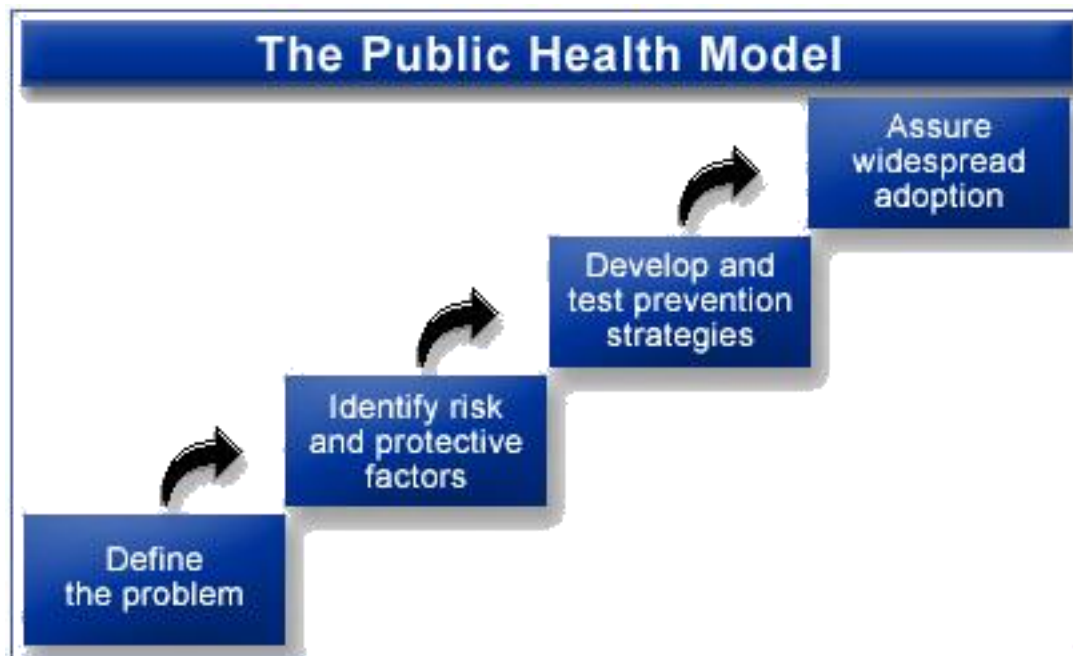 The Public Health Model
Assure
widespread
adoption
Develop and
test prevention
strategies
Identify risk
and protective
factors
Define
the problem